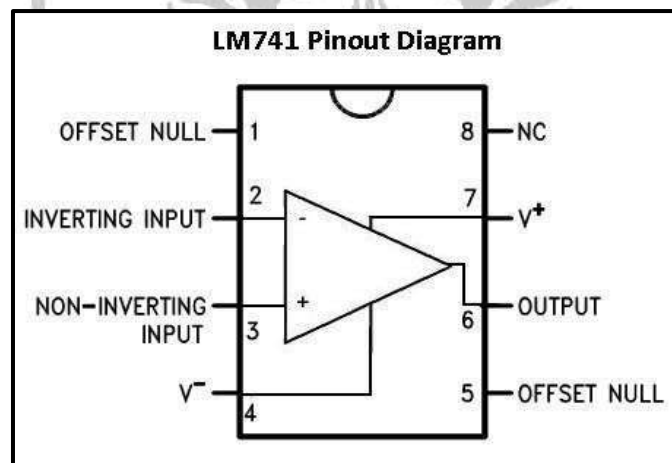 LM741 Pinout Diagram
OFFSET NULL 1
8 NC
2
INVERTING INPUT
-
7
V+
NON-INVERTING
INPUT
3
+
6
OUTPUT
V-
4
5 OFFSET NULL